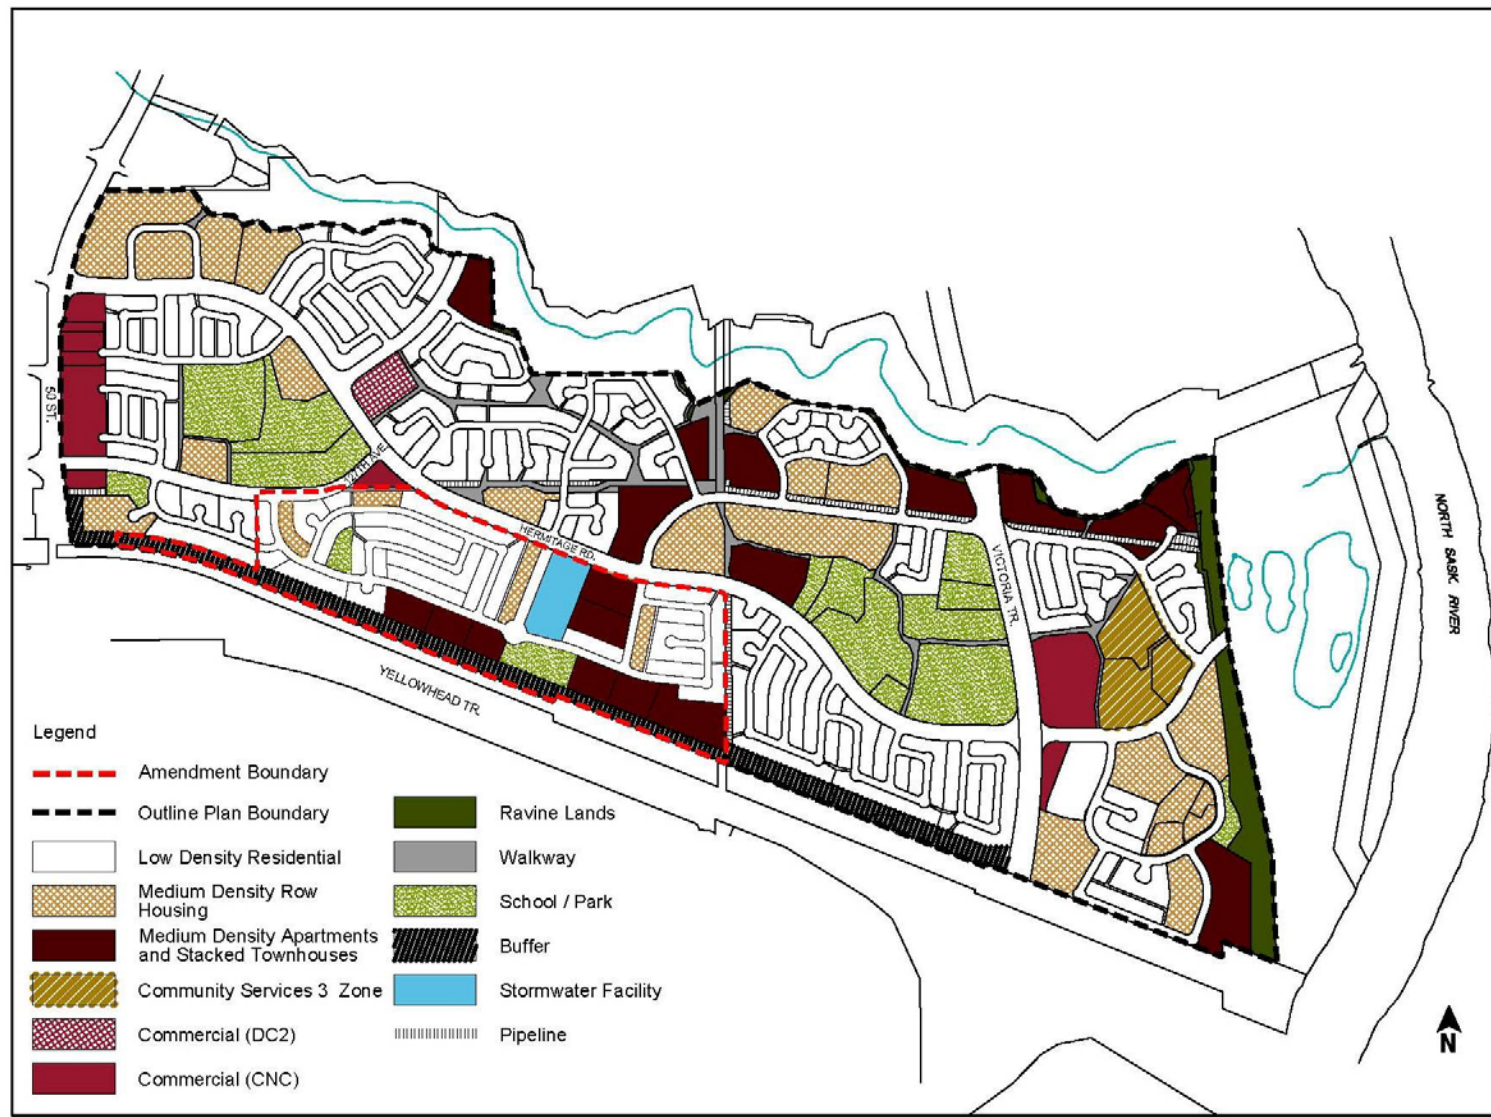 50 ST.
127TH AVE.
HERMITAGE RD.
VICTORIA TR.
NORTH SASK. RIVER
YELLOWHEAD TR.
Legend
Amendment Boundary
Outline Plan Boundary
Low Density Residential
Medium Density Row
Housing
Medium Density Apartments
and Stacked Townhouses
Community Services 3 Zone
Commercial (DC2)
Commercial (CNC)
Ravine Lands
Walkway
School / Park
Buffer
Stormwater Facility
Pipeline
N